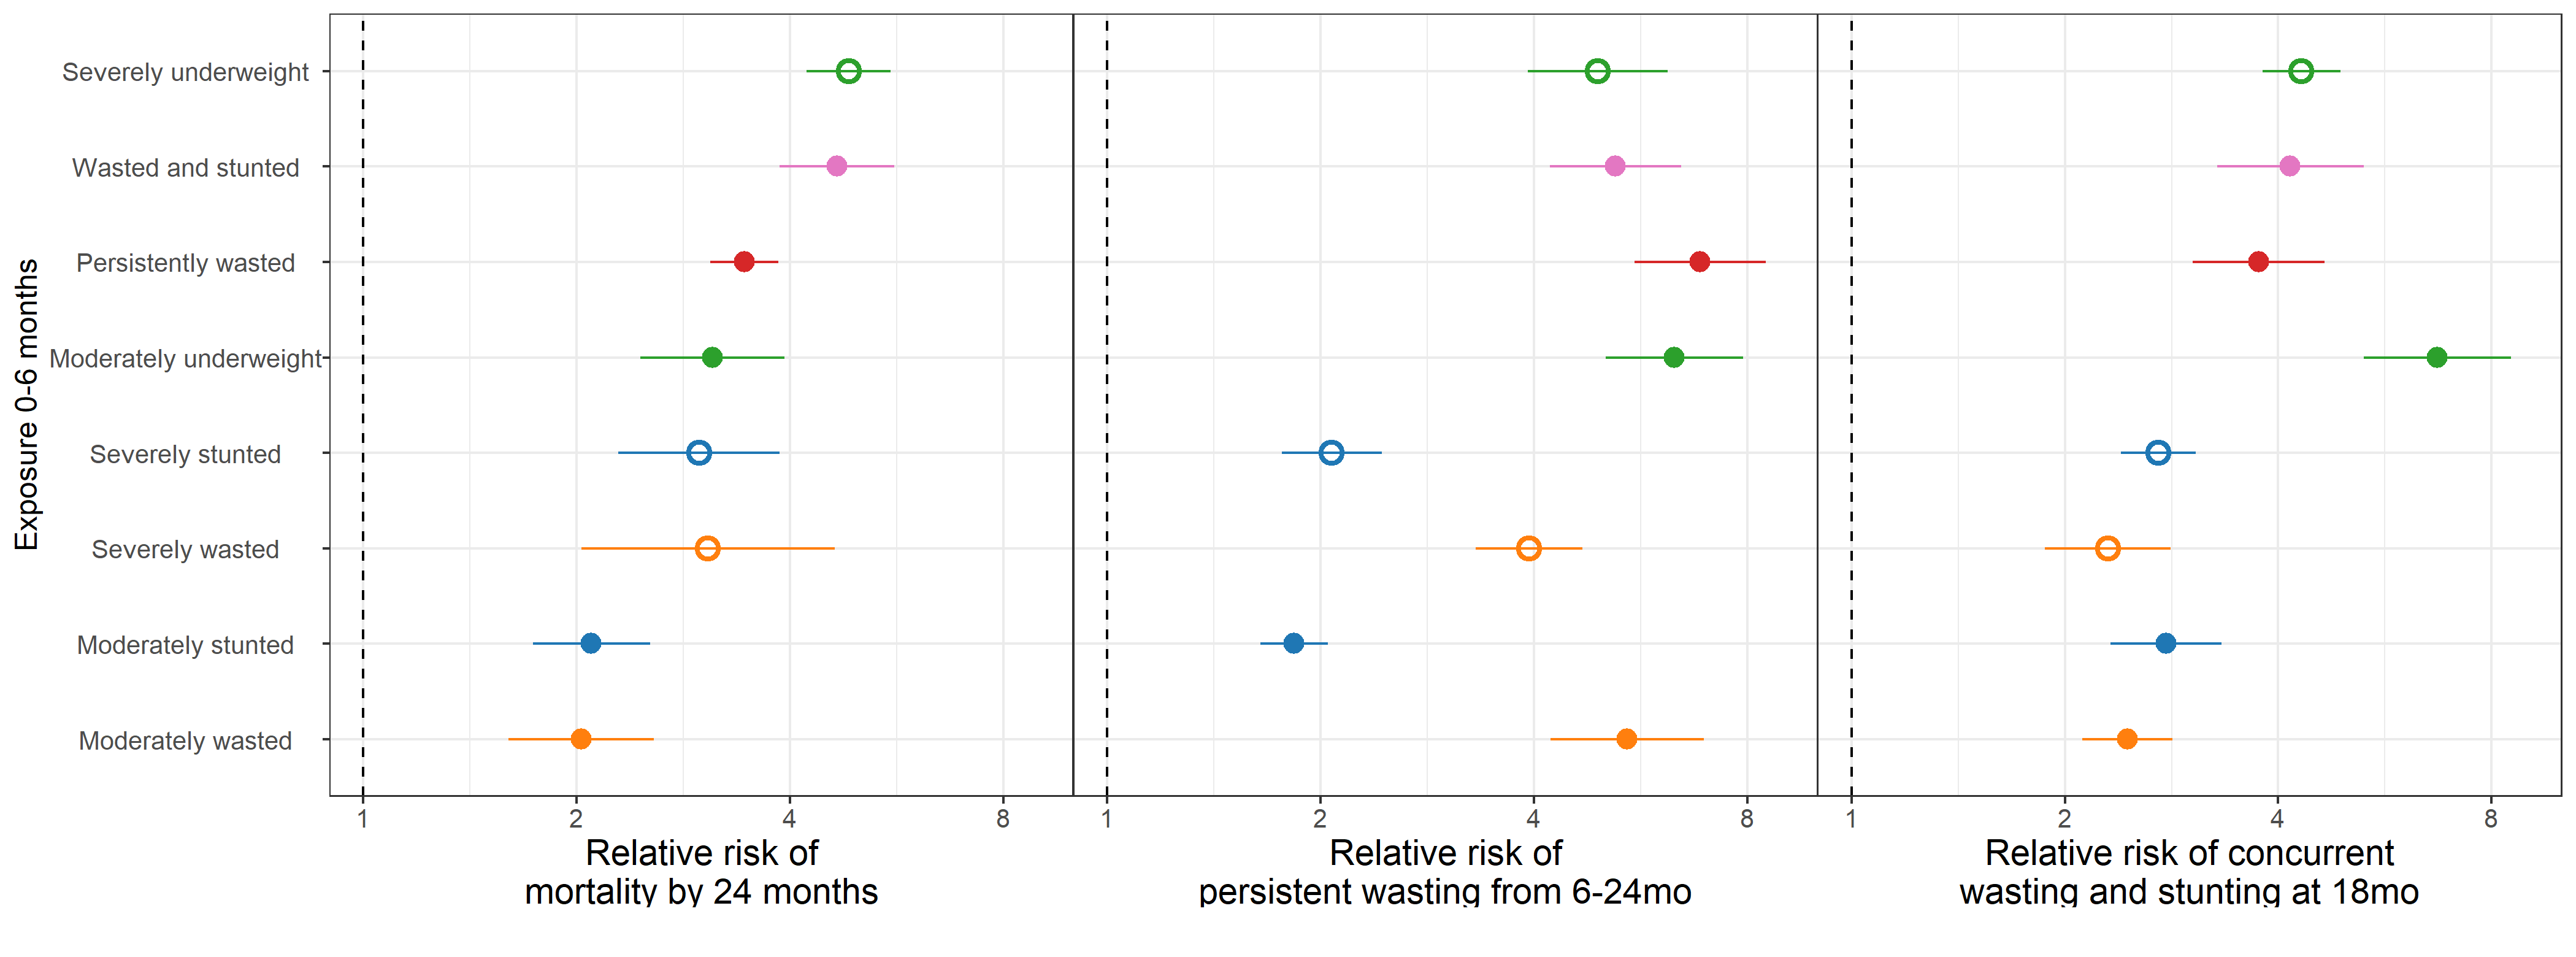 Exposure 0-6 months
Severely underweight
Wasted and stunted
Persistently wasted
Moderately underweight
Severely stunted
Severely wasted
Moderately stunted
Moderately wasted
1 2 4 8 1 2 4 8 1 2 4 8
Relative risk of
mortality by 24 months
Relative risk of
persistent wasting from 6-24mo
Relative risk of concurrent
wasting and stunting at 18mo